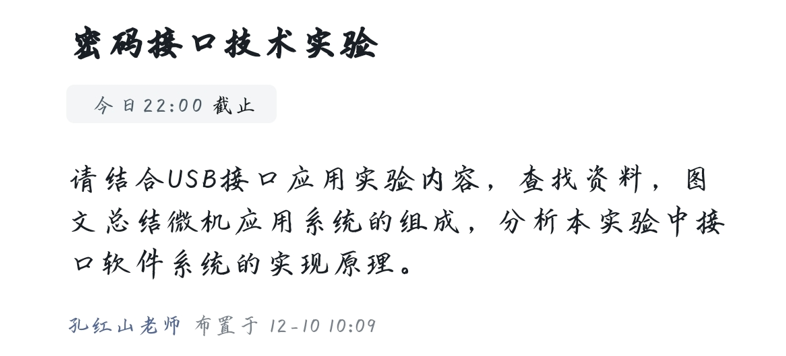 密码接口技术实验
今日22:00 截止
请结合USB接口应用实验内容，查找资料，图
文总结微机应用系统的组成，分析本实验中接
口软件系统的实现原理。
孔红山老师 布置于 12-10 10:09